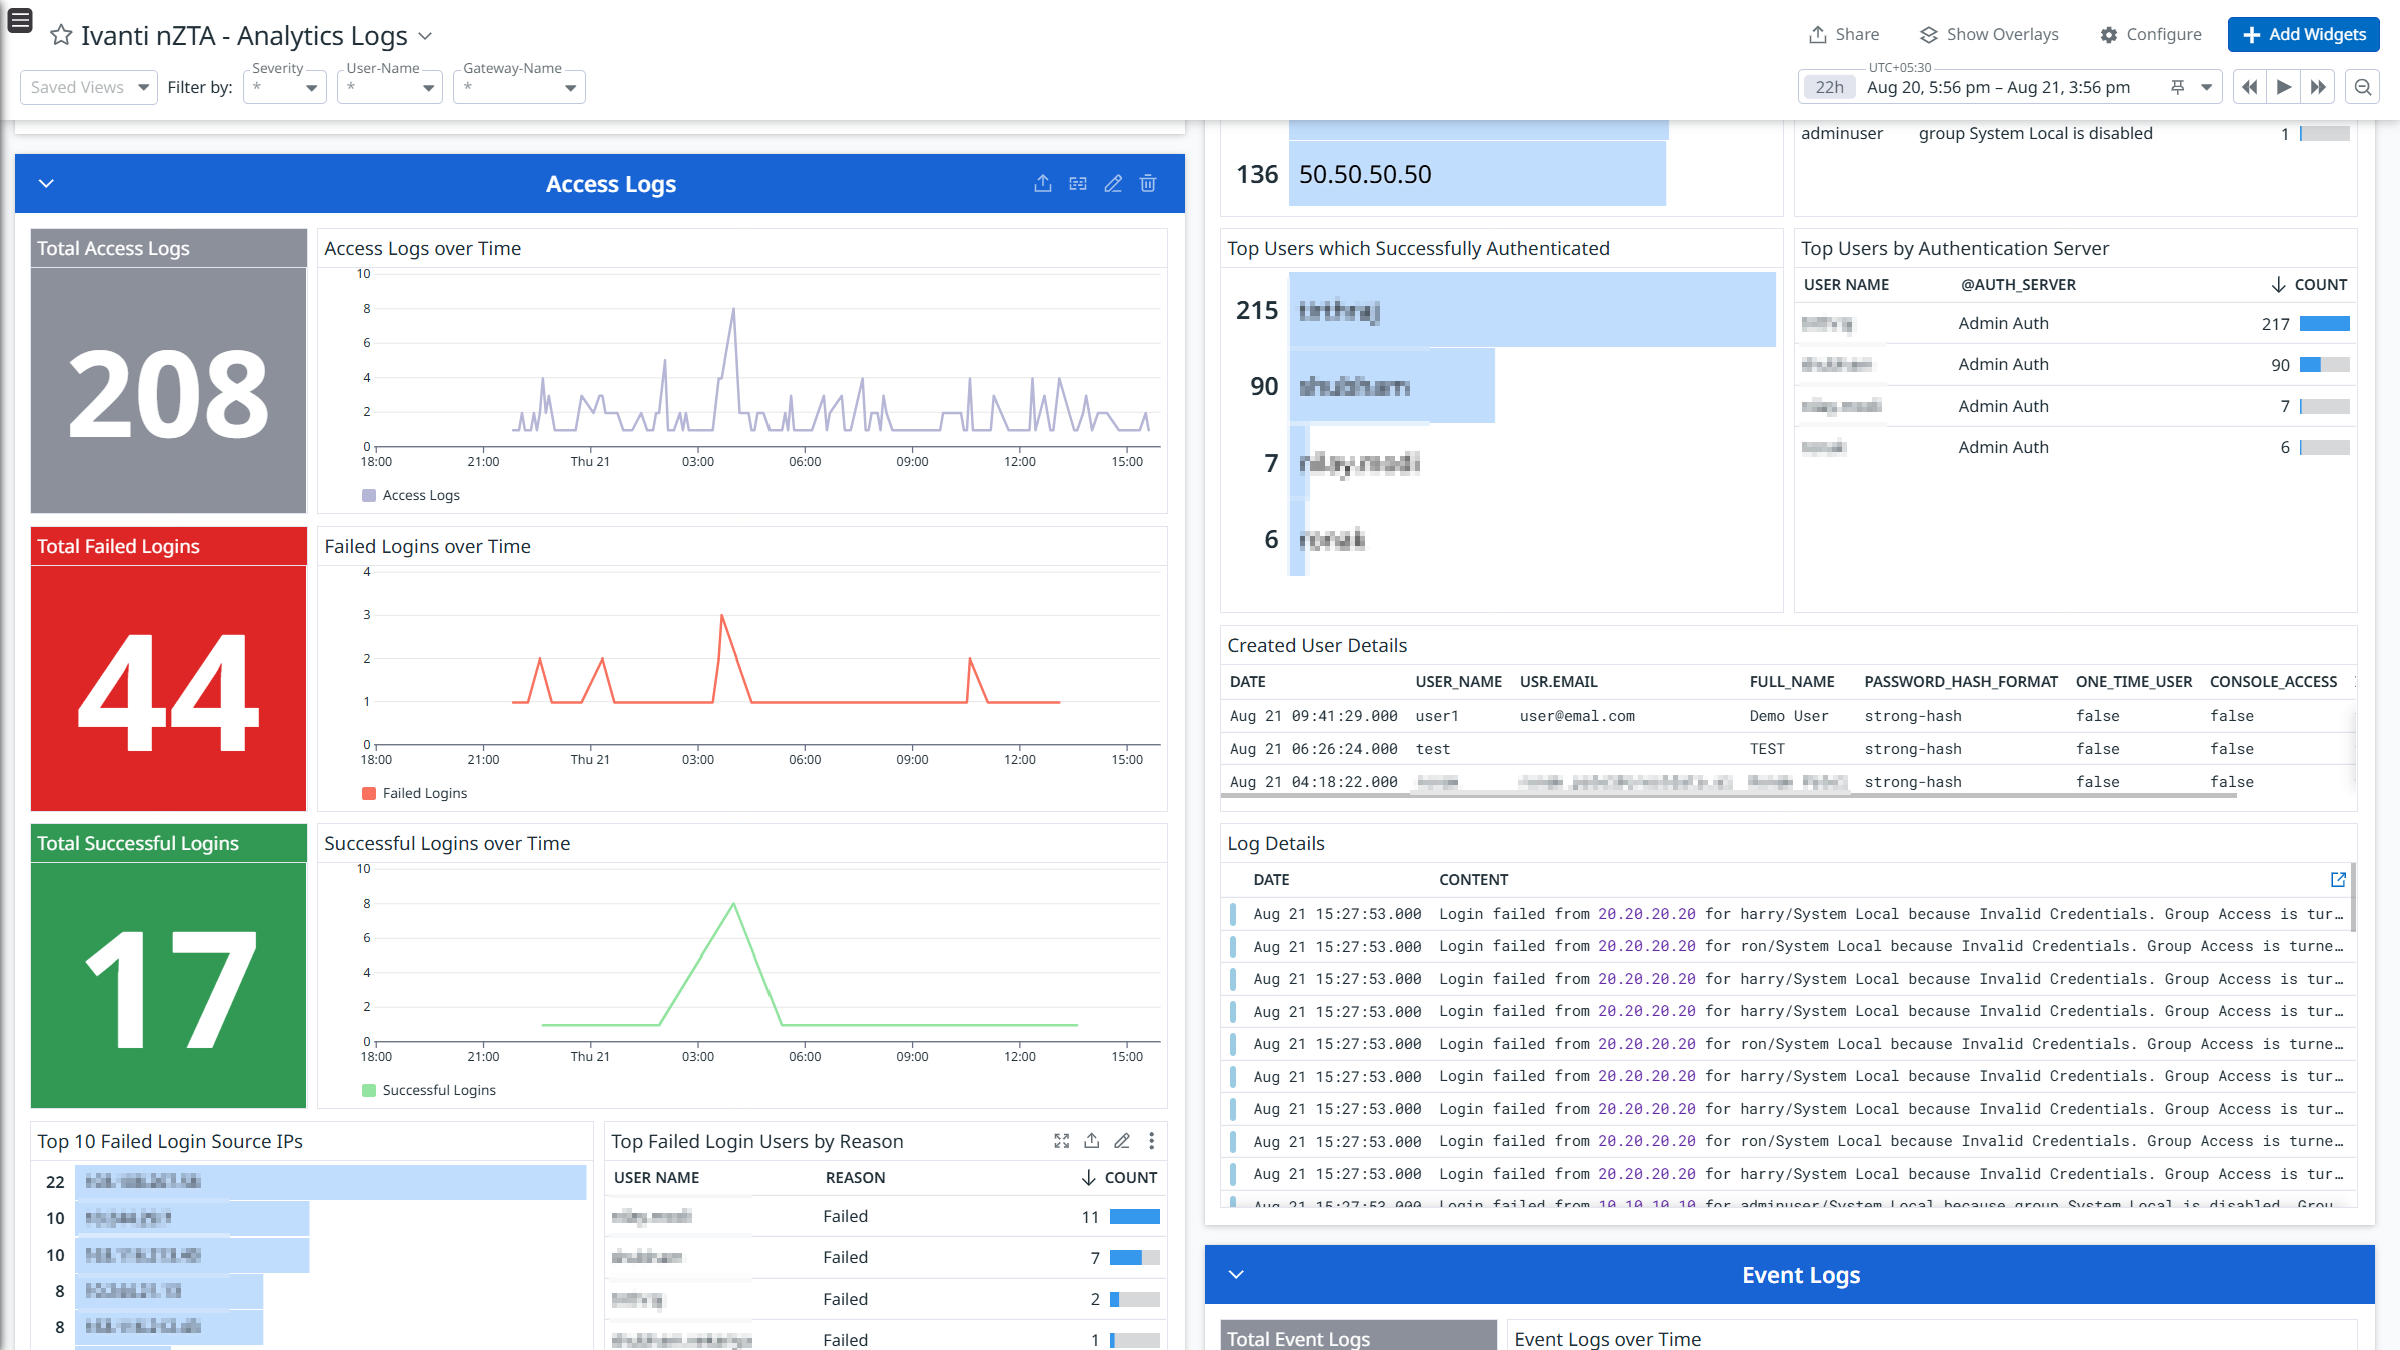 Ivanti nZTA - Analytics Logs
Share
Show Overlays
Configure
Add Widgets
Saved Views
Filter by:
Severity
*
User-Name
*
Gateway-Name
*
UTC+05:30
22h Aug 20, 5:56 pm – Aug 21, 3:56 pm
Access Logs
Total Access Logs
208
Access Logs over Time
10
8
6
4
2
0
18:00 21:00 Thu 21 03:00 06:00 09:00 12:00 15:00
Access Logs
Total Failed Logins
44
Failed Logins over Time
4
3
2
1
0
18:00 21:00 Thu 21 03:00 06:00 09:00 12:00 15:00
Failed Logins
Total Successful Logins
17
Successful Logins over Time
10
8
6
4
2
0
18:00 21:00 Thu 21 03:00 06:00 09:00 12:00 15:00
Successful Logins
Top 10 Failed Login Source IPs
22
10
10
8
8
Top Failed Login Users by Reason
USER NAME REASON COUNT
Failed 11
Failed 7
Failed 2
Failed 1
136 50.50.50.50
adminuser group System Local is disabled 1
Top Users which Successfully Authenticated
215
90
7
6
Top Users by Authentication Server
USER NAME @AUTH_SERVER COUNT
Admin Auth 217
Admin Auth 90
Admin Auth 7
Admin Auth 6
Created User Details
DATE USER_NAME USR.EMAIL FULL_NAME PASSWORD_HASH_FORMAT ONE_TIME_USER CONSOLE_ACCESS
Aug 21 09:41:29.000 user1 user@emal.com Demo User strong-hash false false
Aug 21 06:26:24.000 test TEST strong-hash false false
Aug 21 04:18:22.000 strong-hash false false
Log Details
DATE CONTENT
Aug 21 15:27:53.000 Login failed from 20.20.20.20 for harry/System Local because Invalid Credentials. Group Access is tur…
Aug 21 15:27:53.000 Login failed from 20.20.20.20 for ron/System Local because Invalid Credentials. Group Access is turne…
Aug 21 15:27:53.000 Login failed from 20.20.20.20 for harry/System Local because Invalid Credentials. Group Access is tur…
Aug 21 15:27:53.000 Login failed from 20.20.20.20 for harry/System Local because Invalid Credentials. Group Access is tur…
Aug 21 15:27:53.000 Login failed from 20.20.20.20 for ron/System Local because Invalid Credentials. Group Access is turne…
Aug 21 15:27:53.000 Login failed from 20.20.20.20 for harry/System Local because Invalid Credentials. Group Access is tur…
Aug 21 15:27:53.000 Login failed from 20.20.20.20 for harry/System Local because Invalid Credentials. Group Access is tur…
Aug 21 15:27:53.000 Login failed from 20.20.20.20 for ron/System Local because Invalid Credentials. Group Access is turne…
Aug 21 15:27:53.000 Login failed from 20.20.20.20 for harry/System Local because Invalid Credentials. Group Access is tur…
Aug 21 15:27:53.000 Login failed from 10.10.10.10 for adminuser/System Local because group System Local is disabled. Grou…
Event Logs
Total Event Logs
Event Logs over Time